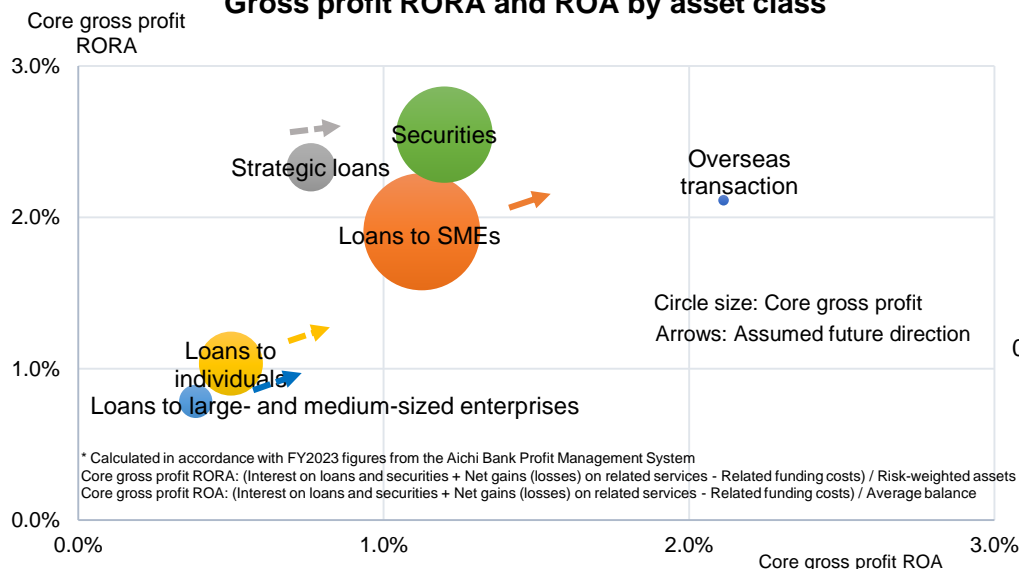 Gross profit RORA and ROA by asset class
Core gross profit
RORA
3.0%
Securities
Strategic loans
Overseas
transaction
2.0%
Loans to SMEs
Circle size: Core gross profit
Arrows: Assumed future direction
0
Loans to
individuals
1.0%
Loans to large- and medium-sized enterprises
* Calculated in accordance with FY2023 figures from the Aichi Bank Profit Management System
Core gross profit RORA: (Interest on loans and securities + Net gains (losses) on related services - Related funding costs) / Risk-weighted assets
Core gross profit ROA: (Interest on loans and securities + Net gains (losses) on related services - Related funding costs) / Average balance
0.0%
0.0%
1.0%
2.0%
3.0%
Core gross profit ROA